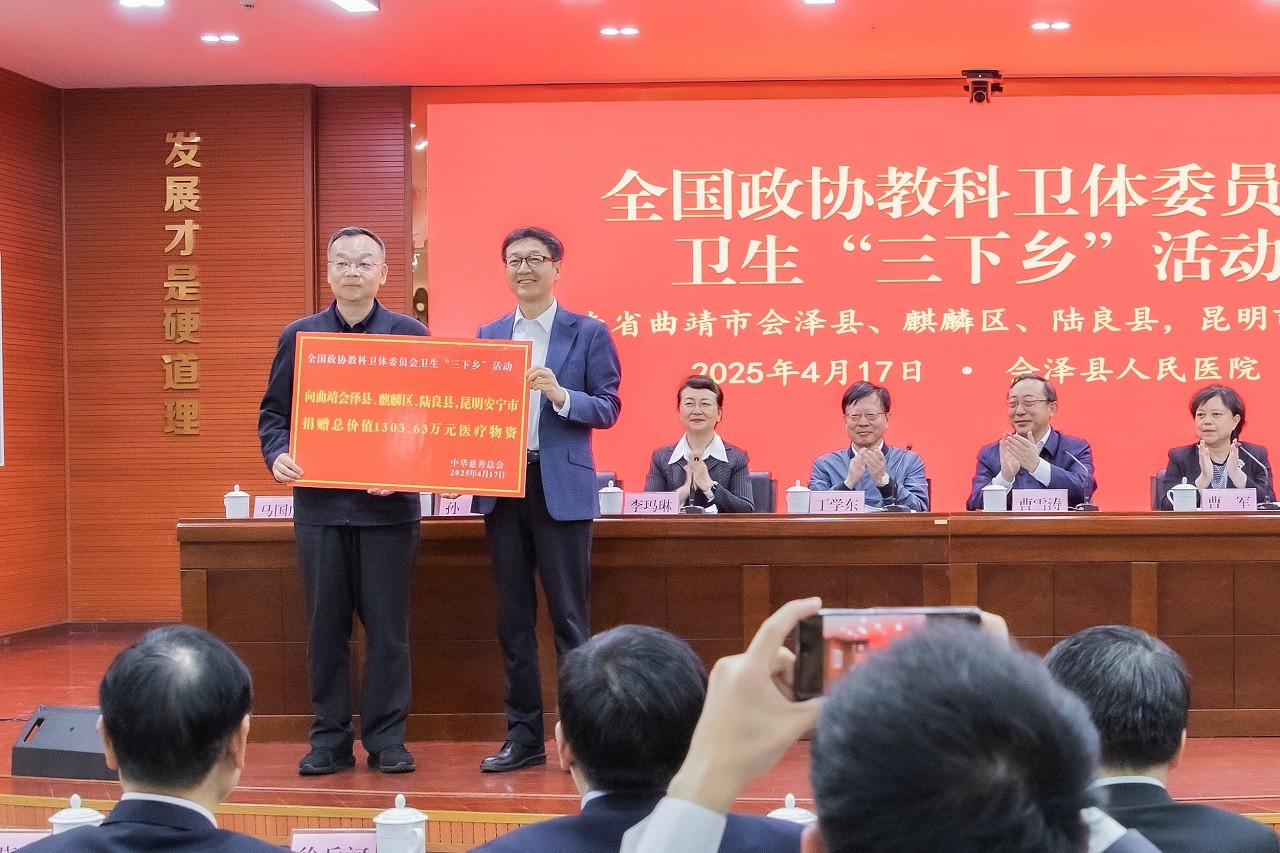 发展才是硬道理
全国政协教科卫体委员
卫生“三下乡”活动
省曲靖市会泽县、麒麟区、陆良县，昆明市
2025年4月17日 · 会泽县人民医院
全国政协教科卫体委员会卫生“三下乡”活动
向曲靖会泽县、麒麟区、陆良县，昆明安宁市
捐赠总价值1303.63万元医疗物资
中华慈善总会
2025年4月17日
马国
孙
李玛琳
丁学东
曹雪涛
曹 军